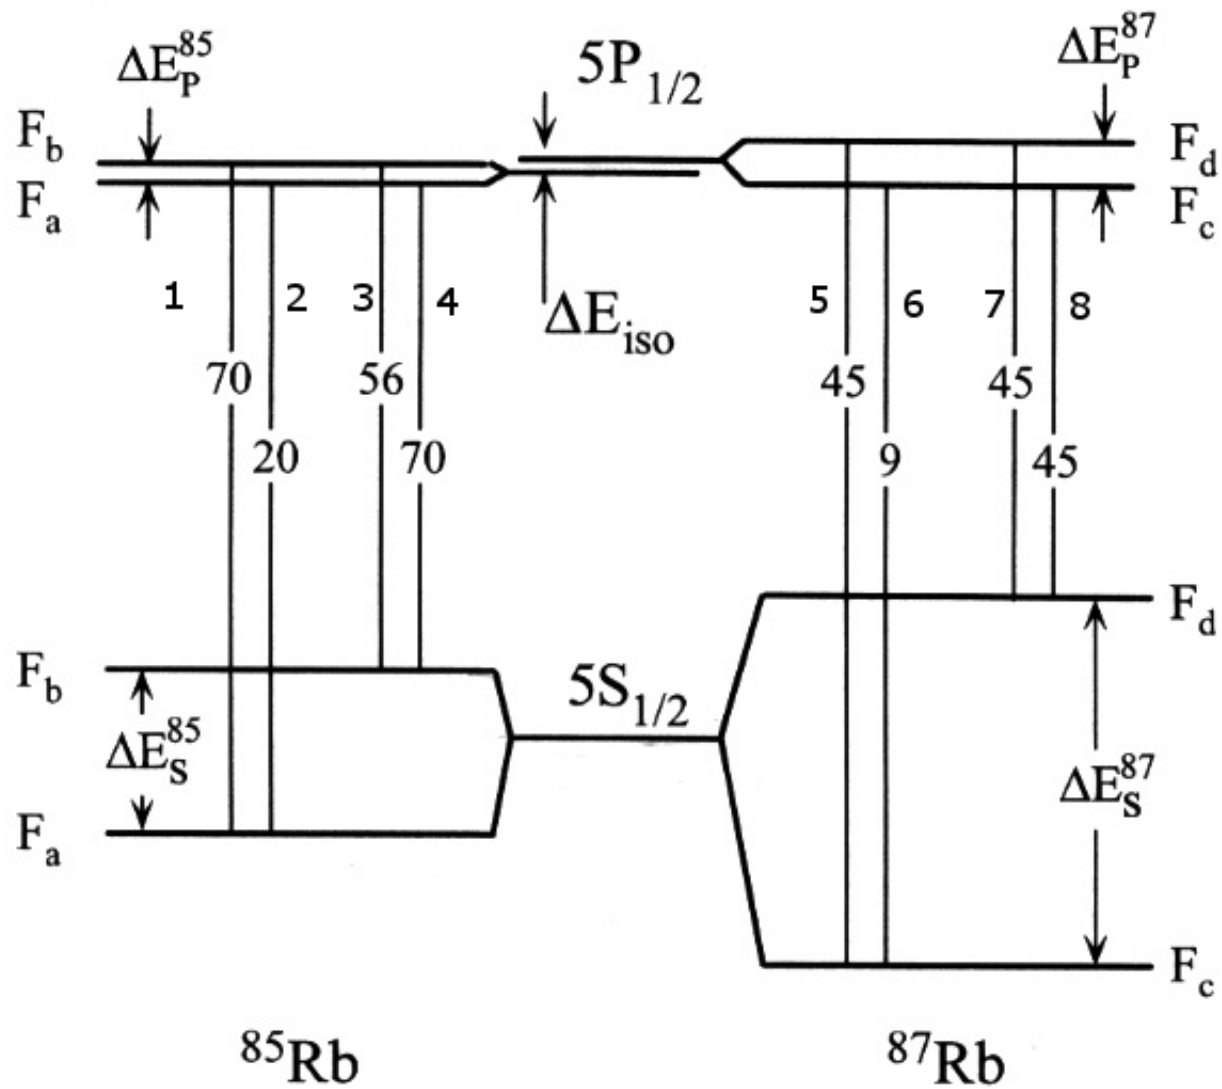 ΔE_P^85
5P_1/2
ΔE_P^87
F_b
F_d
F_a
F_c
1 2 3 4
ΔE_iso
5 6 7 8
70 56
45 45
20 70
9 45
F_d
F_b
5S_1/2
ΔE_S^85
ΔE_S^87
F_a
F_c
^85Rb
^87Rb